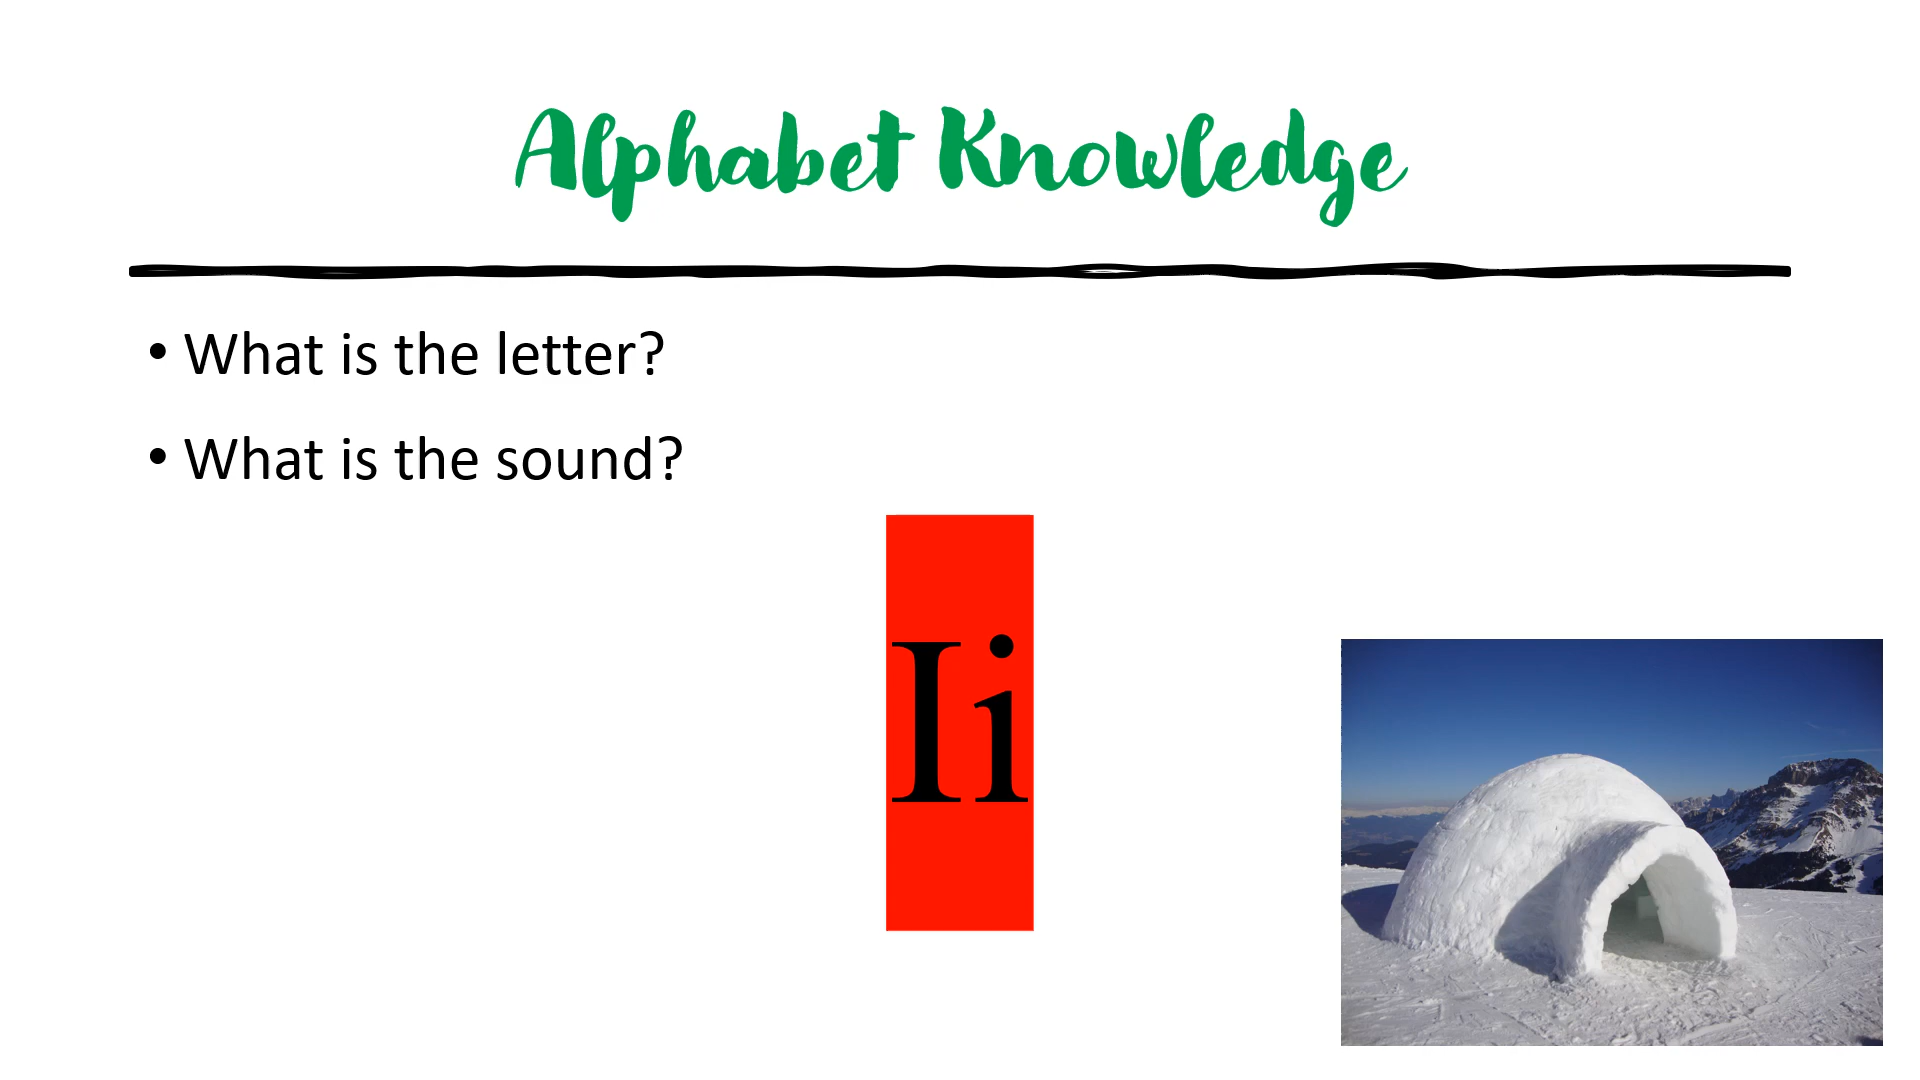 Alphabet Knowledge
• What is the letter?
• What is the sound?
Ii